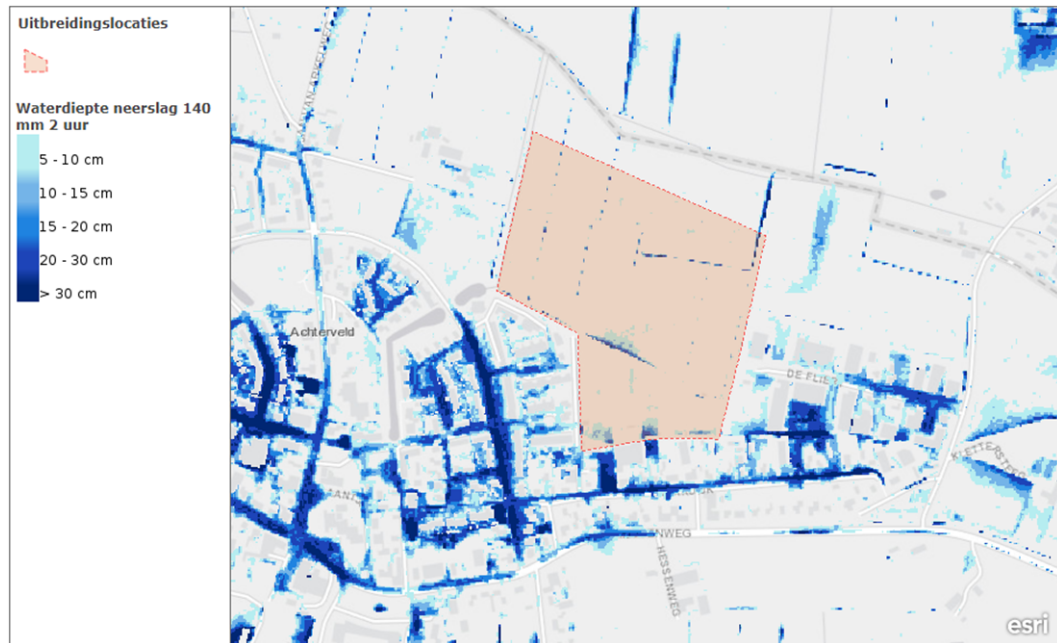 Uitbreidingslocaties
Waterdiepte neerslag 140
mm 2 uur
5 - 10 cm
10 - 15 cm
15 - 20 cm
20 - 30 cm
> 30 cm
Achterveld
DE FLIER
NWEG
HESSENWEG
esri